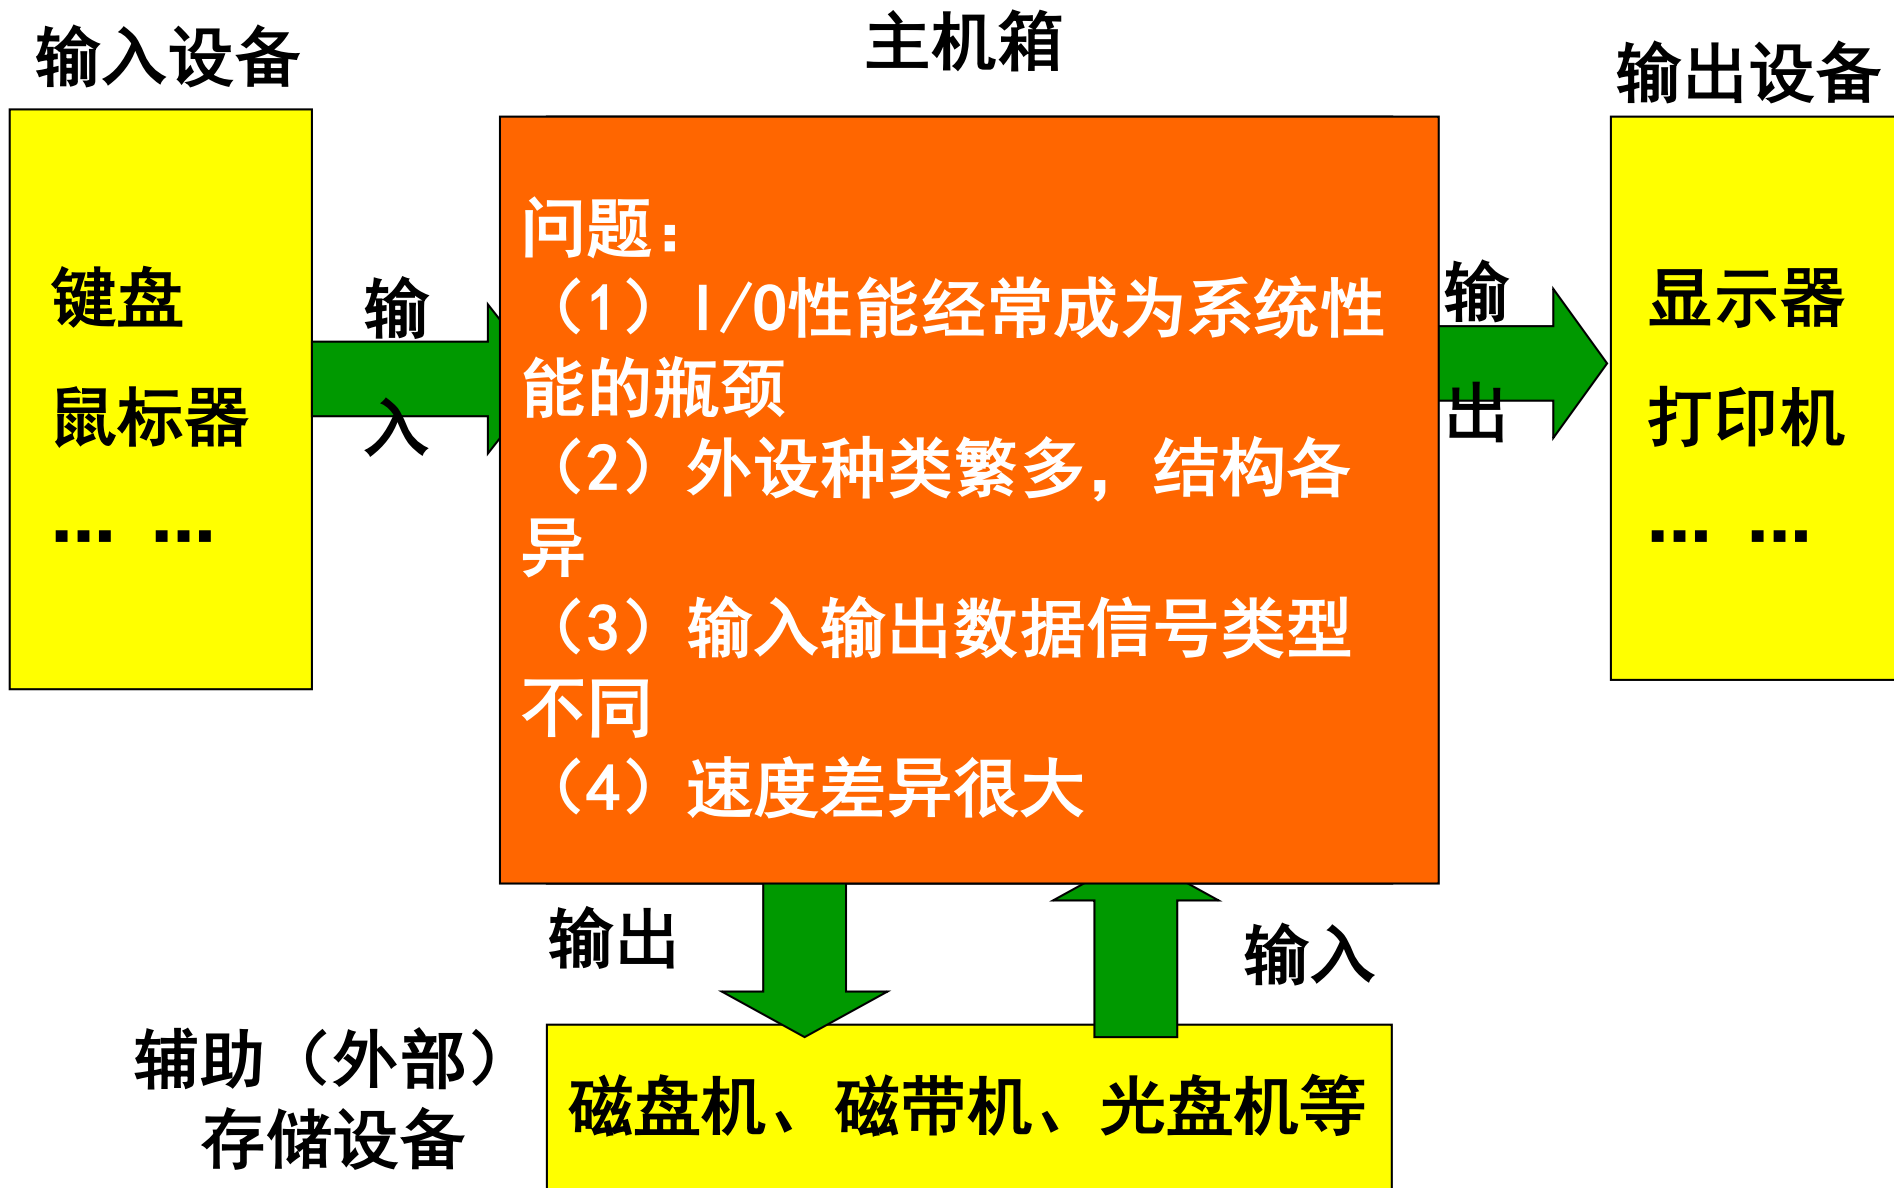 输入设备
主机箱
输出设备
键盘
鼠标器
… …
输
入
问题：
（1）I/O性能经常成为系统性
能的瓶颈
（2）外设种类繁多，结构各
异
（3）输入输出数据信号类型
不同
（4）速度差异很大
输
出
显示器
打印机
… …
输出
输入
辅助（外部）
存储设备
磁盘机、磁带机、光盘机等